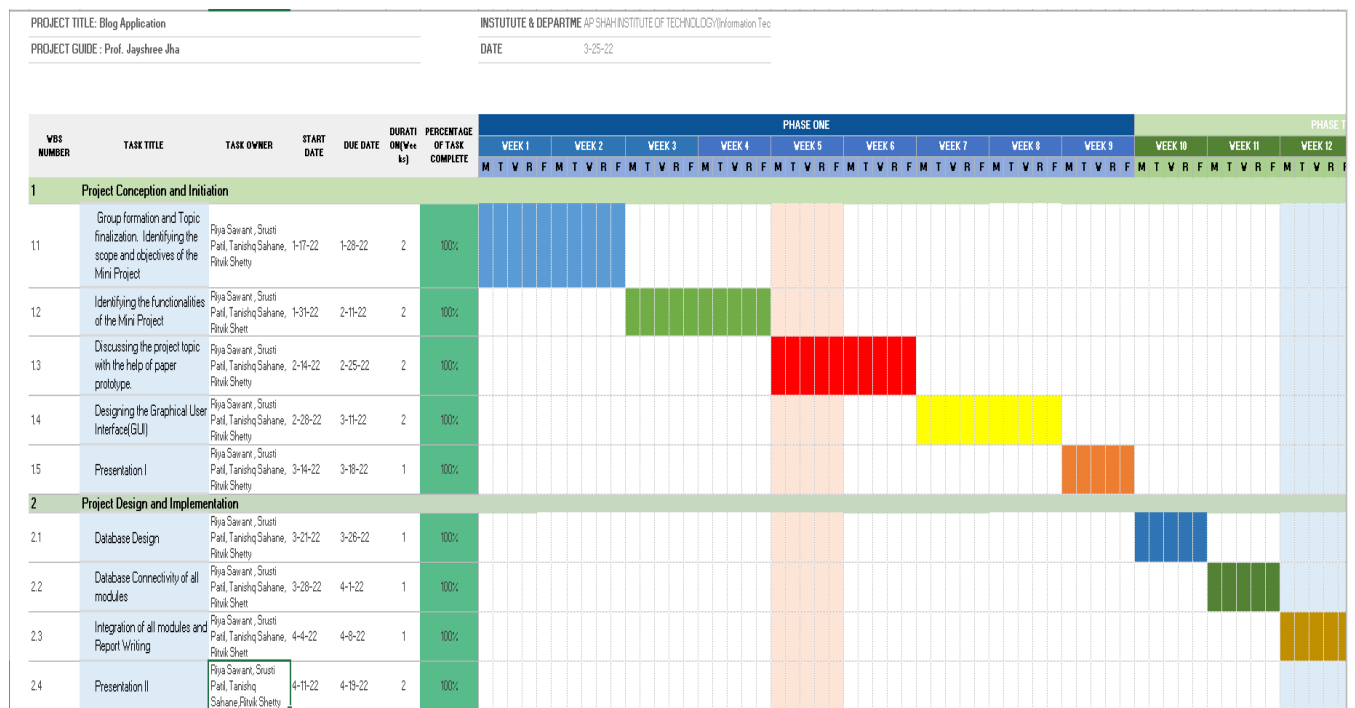 PROJECT TITLE: Blog Application
INSTUTUTE & DEPARTME AP SHAH INSTITUTE OF TECHNOLOGY(Information Tec
PROJECT GUIDE : Prof. Jayshree Jha
DATE 3-25-22
WBS NUMBER TASK TITLE TASK OWNER START DATE DUE DATE DURATI ON(Wee ks) PERCENTAGE OF TASK COMPLETE
PHASE ONE PHASE T
WEEK 1 WEEK 2 WEEK 3 WEEK 4 WEEK 5 WEEK 6 WEEK 7 WEEK 8 WEEK 9 WEEK 10 WEEK 11 WEEK 12
M T W R F M T W R F M T W R F M T W R F M T W R F M T W R F M T W R F M T W R F M T W R F M T W R F M T W R F M T W R F
1 Project Conception and Initiation
Group formation and Topic
finalization. Identifying the
scope and objectives of the
Mini Project
Riya Sawant , Srusti
Patil, Tanishq Sahane,
Ritvik Shetty
1.1 1-17-22 1-28-22 2 100%
Identifying the functionalities
of the Mini Project
Riya Sawant , Srusti
Patil, Tanishq Sahane,
Ritvik Shett
1.2 1-31-22 2-11-22 2 100%
Discussing the project topic
with the help of paper
prototype.
Riya Sawant , Srusti
Patil, Tanishq Sahane,
Ritvik Shetty
1.3 2-14-22 2-25-22 2 100%
Designing the Graphical User
Interface(GUI)
Riya Sawant , Srusti
Patil, Tanishq Sahane,
Ritvik Shetty
1.4 2-28-22 3-11-22 2 100%
Presentation I
Riya Sawant , Srusti
Patil, Tanishq Sahane,
Ritvik Shetty
1.5 3-14-22 3-18-22 1 100%
2 Project Design and Implementation
Database Design
Riya Sawant , Srusti
Patil, Tanishq Sahane,
Ritvik Shetty
2.1 3-21-22 3-26-22 1 100%
Database Connectivity of all
modules
Riya Sawant , Srusti
Patil, Tanishq Sahane,
Ritvik Shett
2.2 3-28-22 4-1-22 1 100%
Integration of all modules and
Report Writing
Riya Sawant , Srusti
Patil, Tanishq Sahane,
Ritvik Shett
2.3 4-4-22 4-8-22 1 100%
Presentation II
Riya Sawant, Srusti
Patil, Tanishq
Sahane,Ritvik Shetty
2.4 4-11-22 4-19-22 2 100%